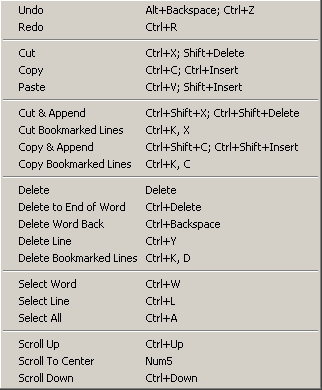 Undo Alt+Backspace; Ctrl+Z
Redo Ctrl+R
Cut Ctrl+X; Shift+Delete
Copy Ctrl+C; Ctrl+Insert
Paste Ctrl+V; Shift+Insert
Cut & Append Ctrl+Shift+X; Ctrl+Shift+Delete
Cut Bookmarked Lines Ctrl+K, X
Copy & Append Ctrl+Shift+C; Ctrl+Shift+Insert
Copy Bookmarked Lines Ctrl+K, C
Delete Delete
Delete to End of Word Ctrl+Delete
Delete Word Back Ctrl+Backspace
Delete Line Ctrl+Y
Delete Bookmarked Lines Ctrl+K, D
Select Word Ctrl+W
Select Line Ctrl+L
Select All Ctrl+A
Scroll Up Ctrl+Up
Scroll To Center Num5
Scroll Down Ctrl+Down